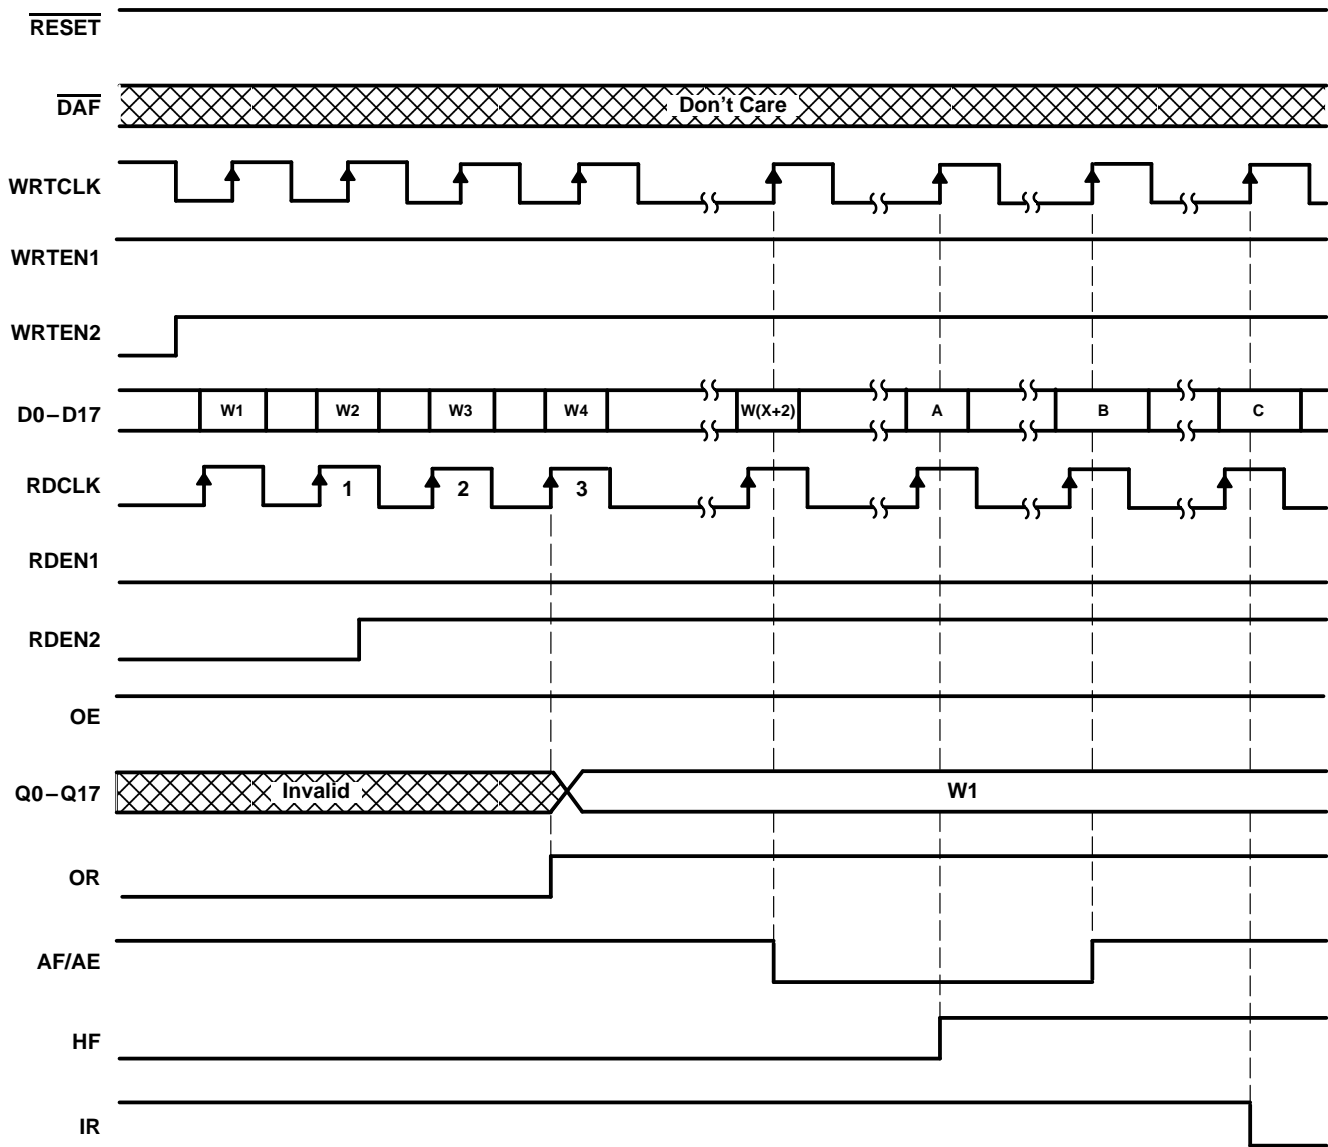 RESET
DAF
Don't Care
WRTCLK
WRTEN1
WRTEN2
D0–D17 W1 W2 W3 W4 W(X+2) A B C
RDCLK 1 2 3
RDEN1
RDEN2
OE
Q0–Q17 Invalid W1
OR
AF/AE
HF
IR